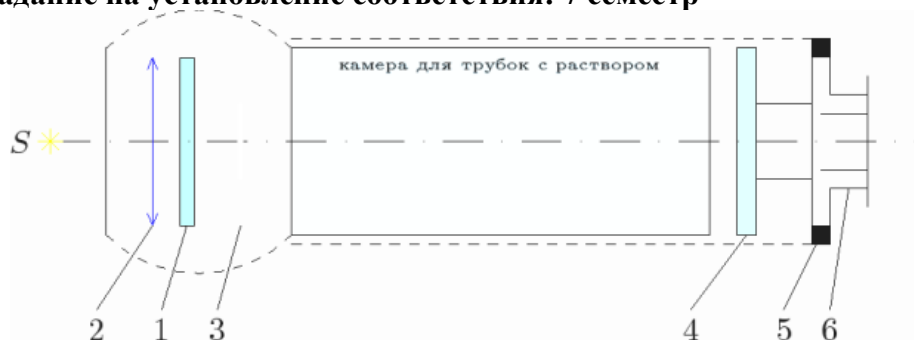 адание на установление соответствия. 7 семестр
камера для трубок с раствором
S
2 1 3 4 5 6